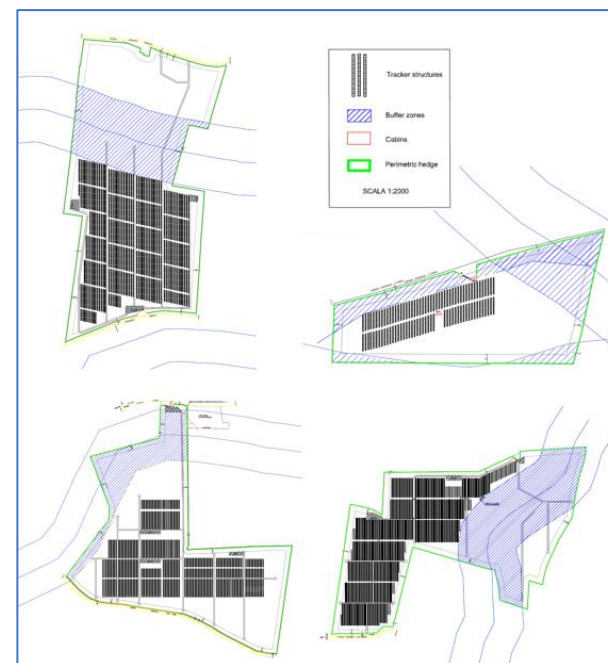 Tracker structures
Buffer zones
Cabins
Perimetric hedge
SCALA 1:2000